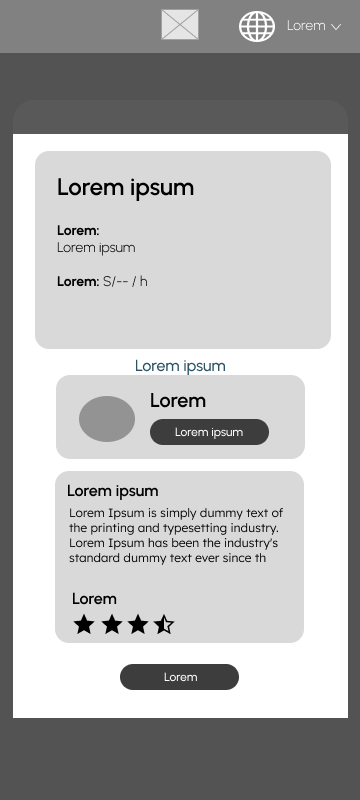 Lorem
Lorem ipsum
Lorem:
Lorem ipsum
Lorem: S/-- / h
Lorem ipsum
Lorem
Lorem ipsum
Lorem ipsum
Lorem Ipsum is simply dummy text of
the printing and typesetting industry.
Lorem Ipsum has been the industry's
standard dummy text ever since th
Lorem
Lorem